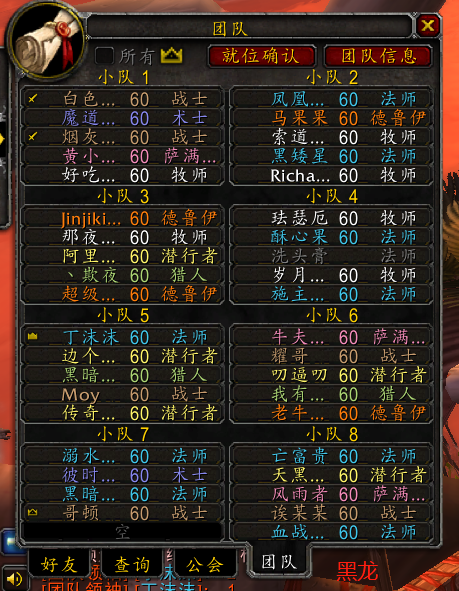 团队
所有 就位确认 团队信息
小队 1
白色... 60 战士
魔道... 60 术士
烟灰... 60 战士
黄小... 60 萨满...
好吃... 60 牧师
小队 2
凤凰... 60 法师
马果果 60 德鲁伊
索道... 60 牧师
黑矮星 60 法师
Richa... 60 牧师
小队 3
Jinjiki... 60 德鲁伊
那夜... 60 牧师
阿里... 60 潜行者
丶欺夜 60 猎人
超级... 60 德鲁伊
小队 4
珐瑟厄 60 牧师
酥心果 60 法师
洗头膏 法师
岁月... 60 牧师
施主... 60 法师
小队 5
丁沫沫 60 法师
边个... 60 潜行者
黑暗... 60 猎人
Moy 60 战士
传奇... 60 潜行者
小队 6
牛夫... 60 萨满...
耀哥 60 战士
叨逼叨 60 潜行者
我有... 60 猎人
老牛... 60 德鲁伊
小队 7
溺水... 60 法师
彼时... 60 术士
黑暗... 60 法师
哥顿 60 战士
空
小队 8
亡富贵 60 法师
天黑... 60 潜行者
风雨者 60 萨满...
诶某某 60 战士
血战... 60 法师
好友 查询 公会 团队
黑龙
[团队领袖][丁沫沫]: 1